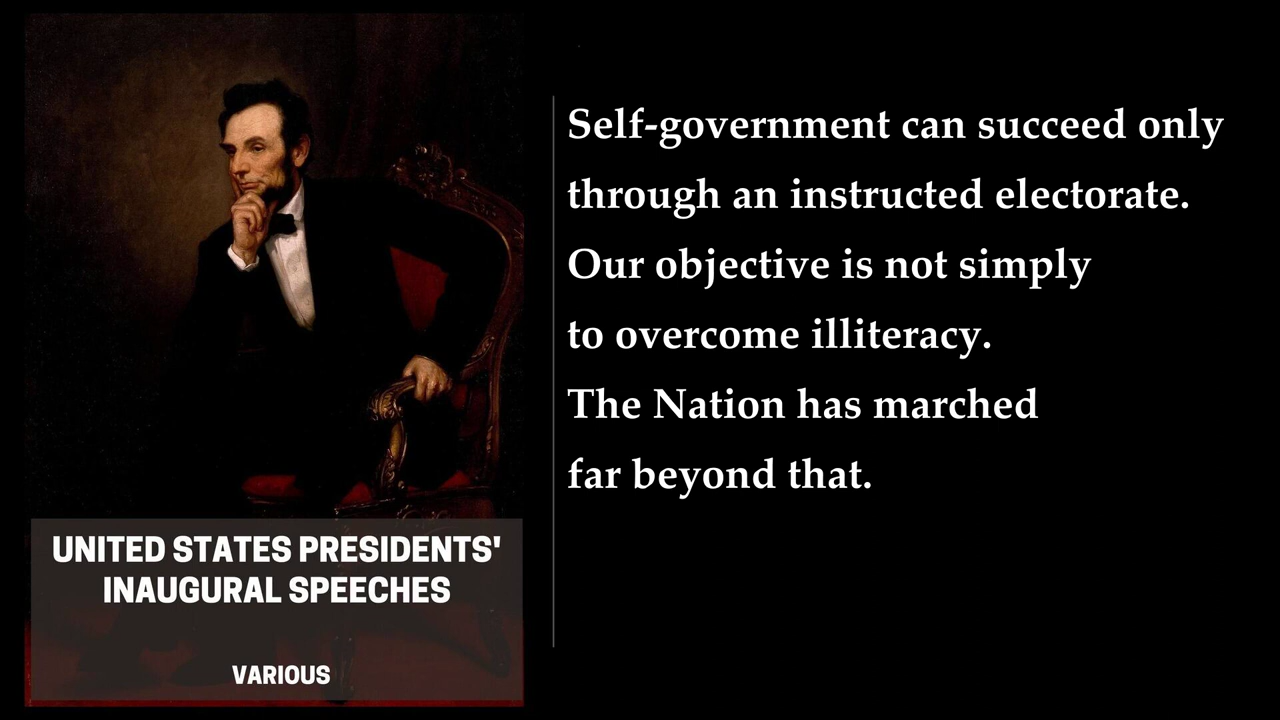 Self-government can succeed only
through an instructed electorate.
Our objective is not simply
to overcome illiteracy.
The Nation has marched
far beyond that.
UNITED STATES PRESIDENTS'
INAUGURAL SPEECHES
VARIOUS